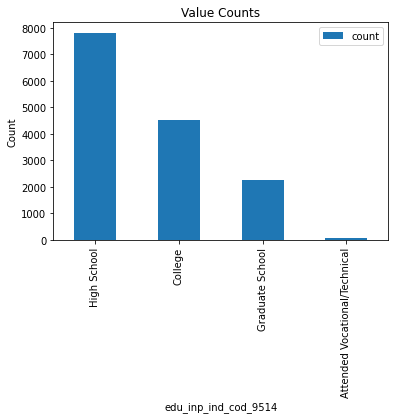 Value Counts
count
Count
8000
7000
6000
5000
4000
3000
2000
1000
0
High School
College
Graduate School
Attended Vocational/Technical
edu_inp_ind_cod_9514